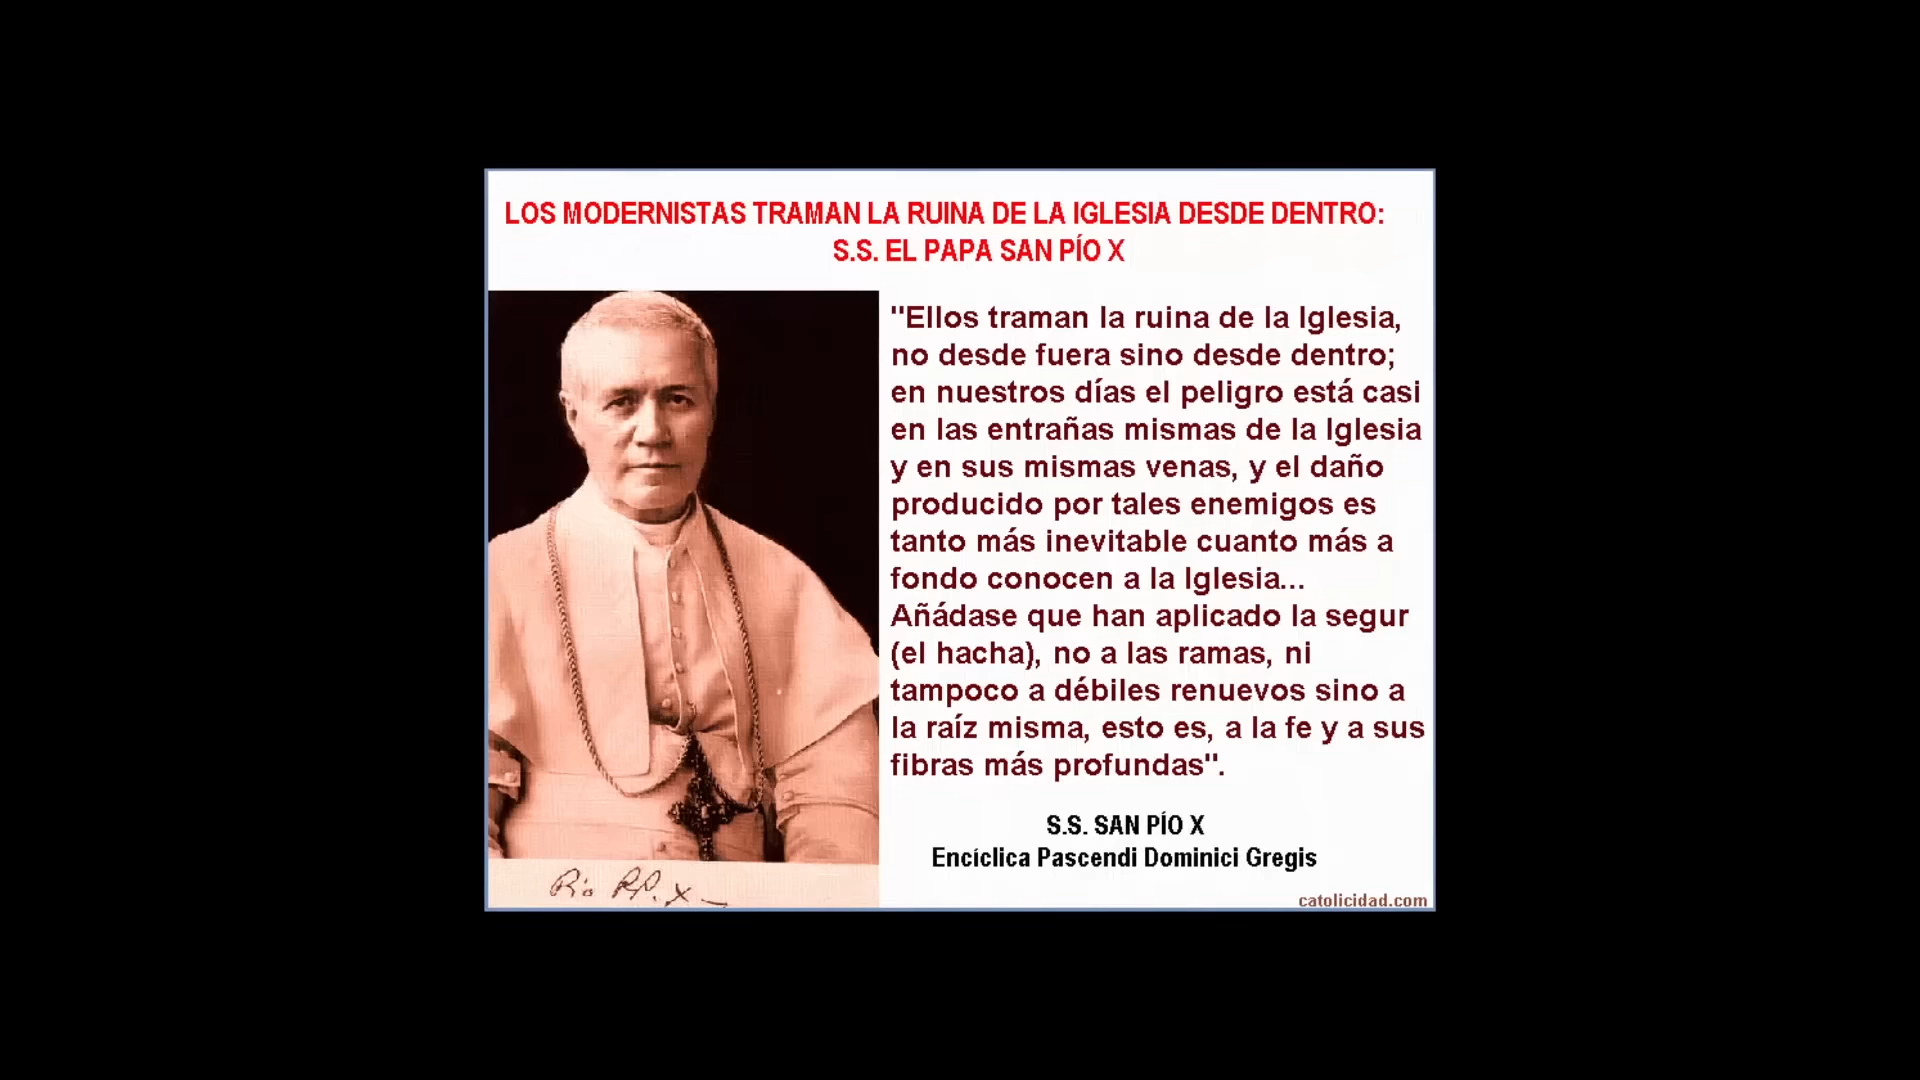 LOS MODERNISTAS TRAMAN LA RUINA DE LA IGLESIA DESDE DENTRO:
S.S. EL PAPA SAN PÍO X
"Ellos traman la ruina de la Iglesia,
no desde fuera sino desde dentro;
en nuestros días el peligro está casi
en las entrañas mismas de la Iglesia
y en sus mismas venas, y el daño
producido por tales enemigos es
tanto más inevitable cuanto más a
fondo conocen a la Iglesia...
Añádase que han aplicado la segur
(el hacha), no a las ramas, ni
tampoco a débiles renuevos sino a
la raíz misma, esto es, a la fe y a sus
fibras más profundas".
S.S. SAN PÍO X
Encíclica Pascendi Dominici Gregis
Pio PP. X
catolicidad.com